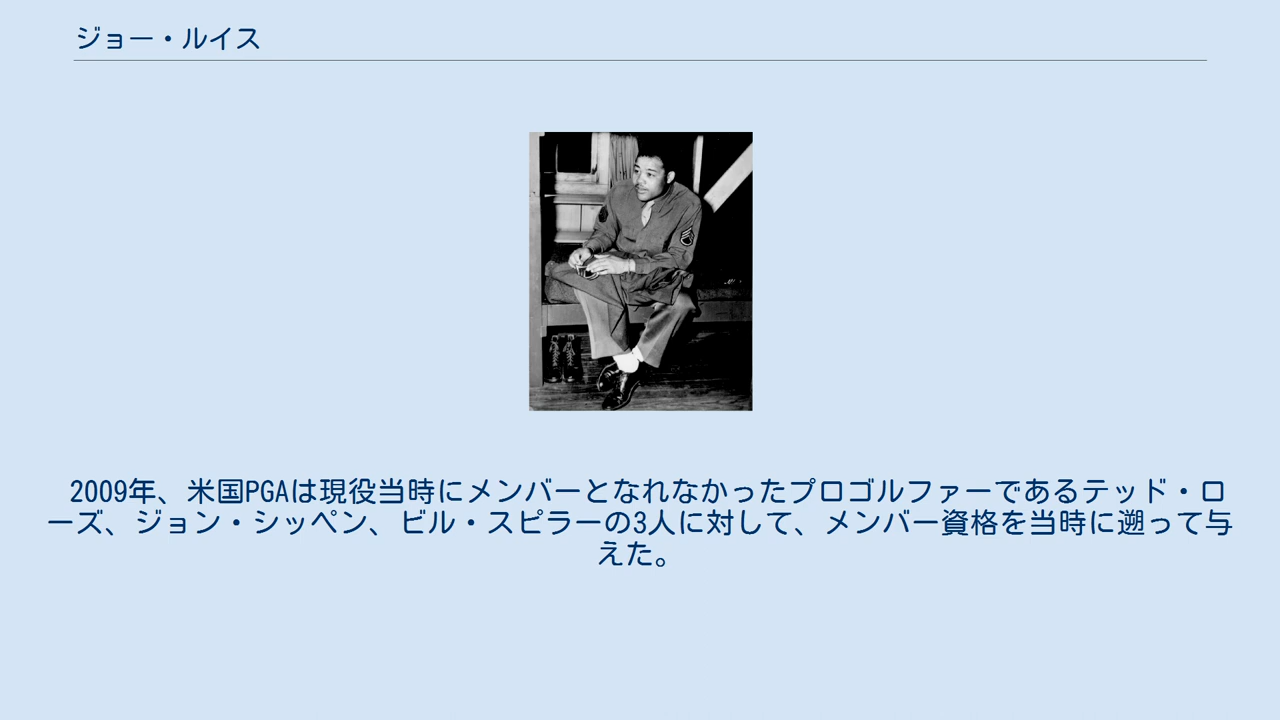 ジョー・ルイス
2009年、米国PGAは現役当時にメンバーとなれなかったプロゴルファーであるテッド・ロ
ーズ、ジョン・シッペン、ビル・スピラーの3人に対して、メンバー資格を当時に遡って与
えた。